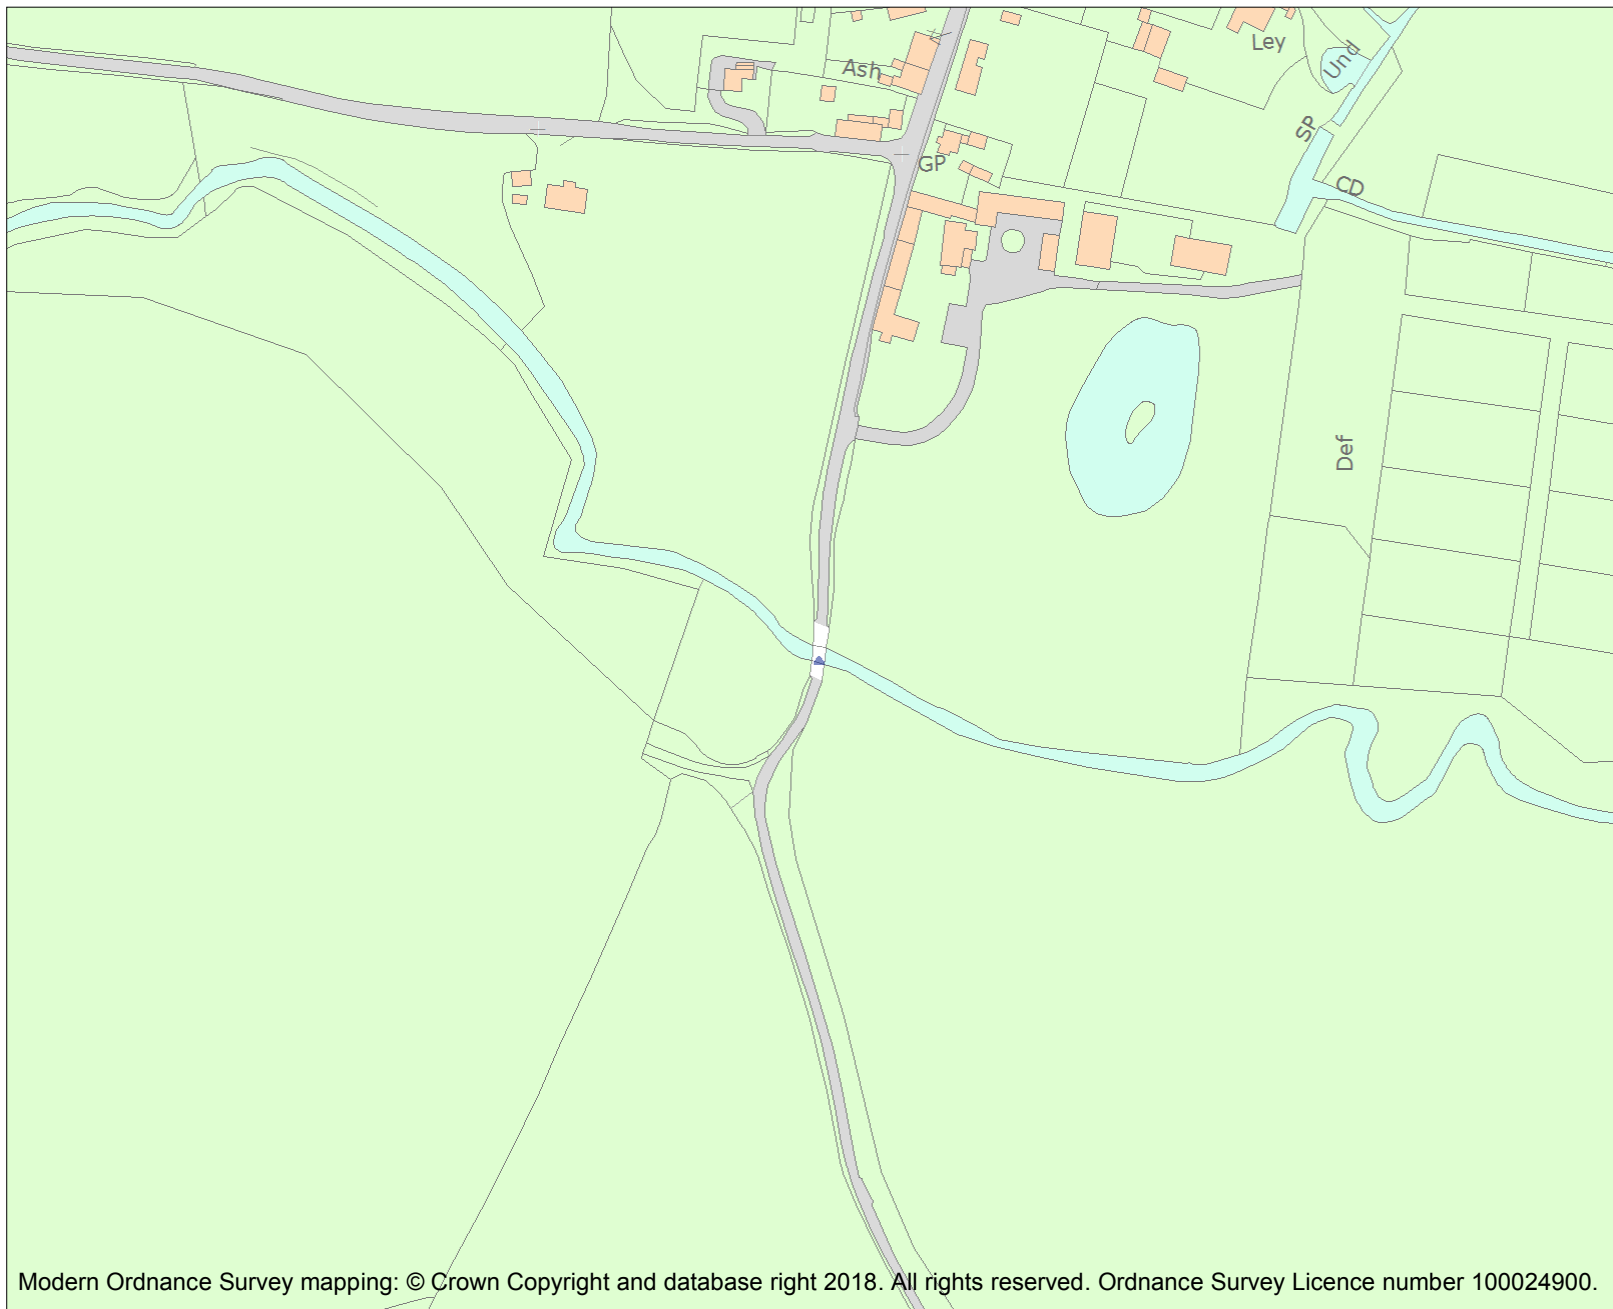 Ley
Und
Ash
SP
GP
CD
Def
Modern Ordnance Survey mapping: © Crown Copyright and database right 2018. All rights reserved. Ordnance Survey Licence number 100024900.